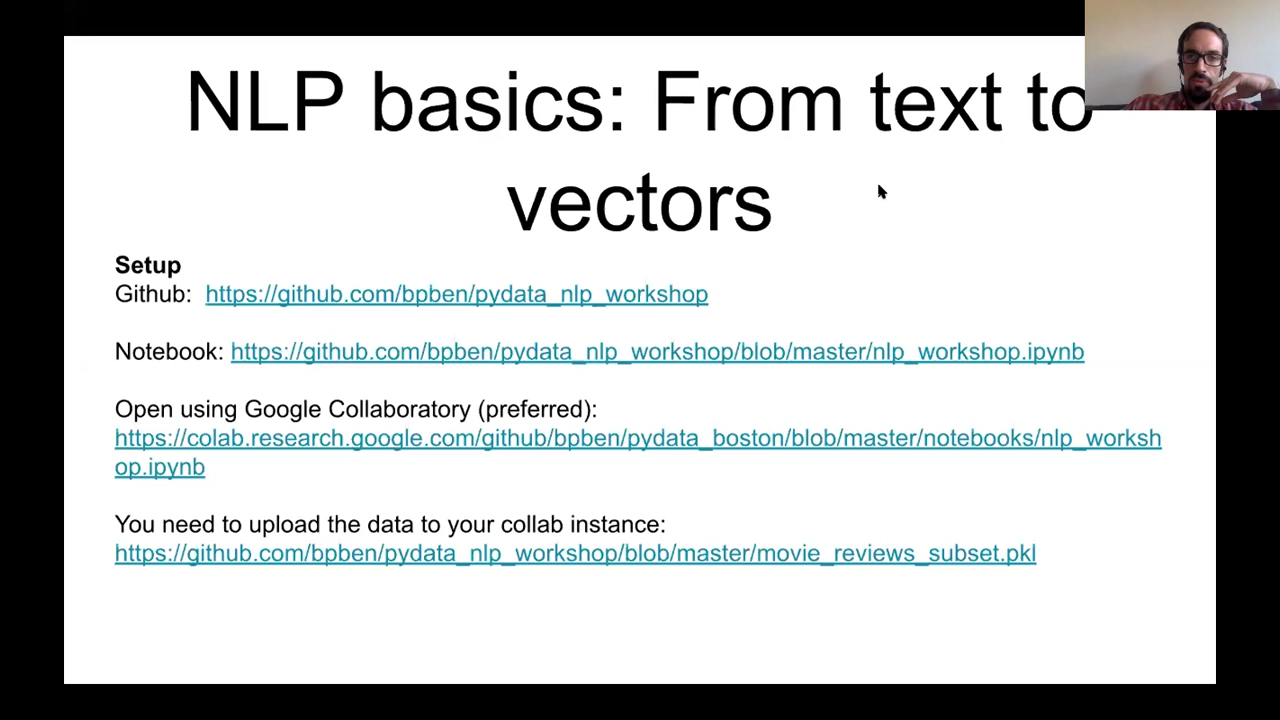 NLP basics: From text to
vectors
Setup
Github: https://github.com/bpben/pydata_nlp_workshop
Notebook: https://github.com/bpben/pydata_nlp_workshop/blob/master/nlp_workshop.ipynb
Open using Google Collaboratory (preferred):
https://colab.research.google.com/github/bpben/pydata_boston/blob/master/notebooks/nlp_worksh
op.ipynb
You need to upload the data to your collab instance:
https://github.com/bpben/pydata_nlp_workshop/blob/master/movie_reviews_subset.pkl